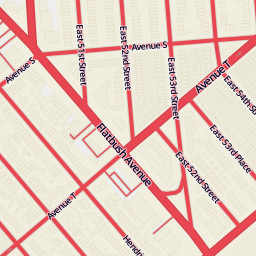 East 51st Street
East 52nd Street
Avenue S
East 53rd Street
Avenue S
Avenue T
East 54th St
Flatbush Avenue
East 53rd Place
East 52nd Street
Avenue T
Hendri